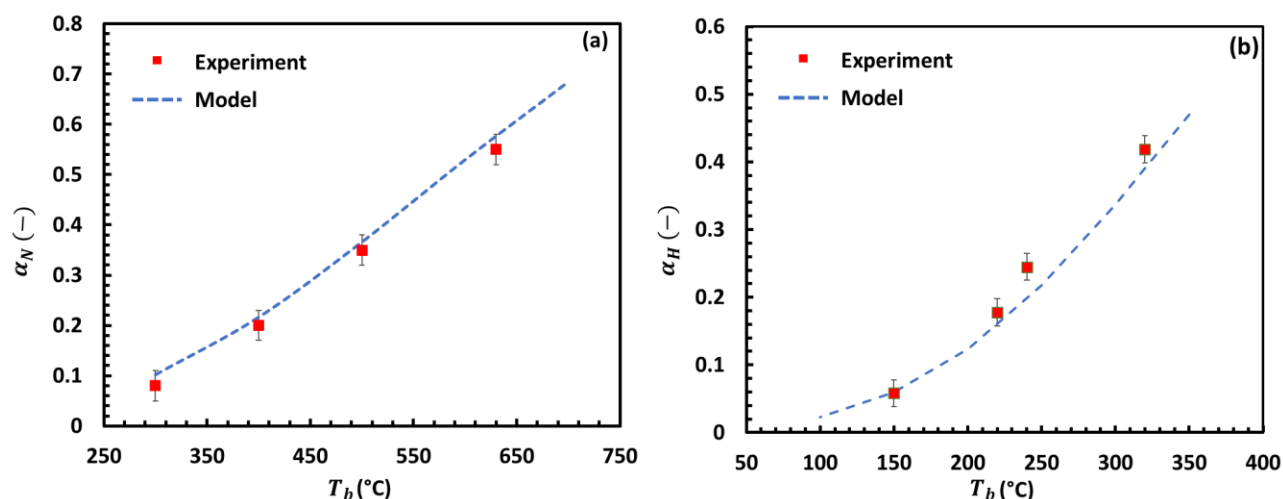 (a)
Experiment
Model
0.8
0.7
0.6
0.5
0.4
0.3
0.2
0.1
0
α_N (−)
250 350 450 550 650 750
T_b (°C)
(b)
Experiment
Model
0.6
0.5
0.4
0.3
0.2
0.1
0
α_H (−)
50 100 150 200 250 300 350 400
T_b (°C)